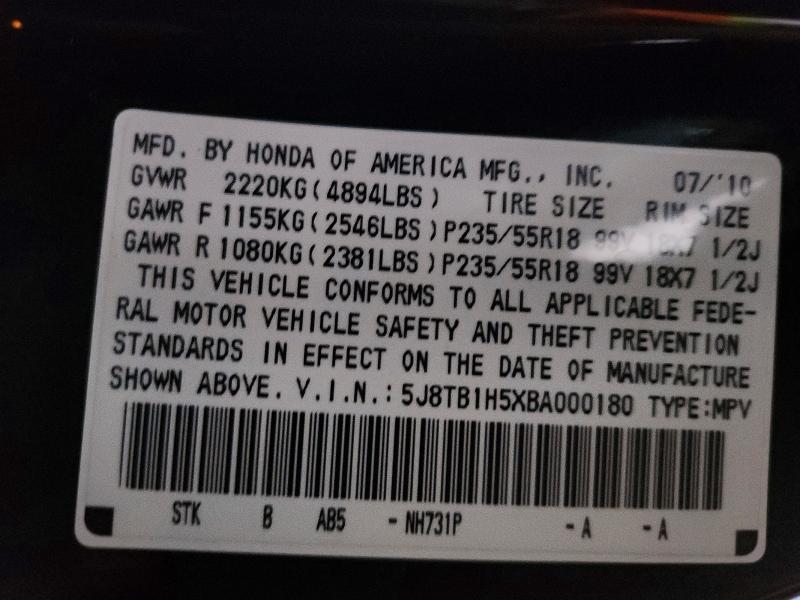 MFD. BY HONDA OF AMERICA MFG., INC. 07/'10
GVWR 2220KG(4894LBS) TIRE SIZE RIM SIZE
GAWR F 1155KG(2546LBS)P235/55R18 99V 18X7 1/2J
GAWR R 1080KG(2381LBS)P235/55R18 99V 18X7 1/2J
THIS VEHICLE CONFORMS TO ALL APPLICABLE FEDE-
RAL MOTOR VEHICLE SAFETY AND THEFT PREVENTION
STANDARDS IN EFFECT ON THE DATE OF MANUFACTURE
SHOWN ABOVE. V.I.N.: 5J8TB1H5XBA000180 TYPE:MPV
STK B AB5 - NH731P - A - A